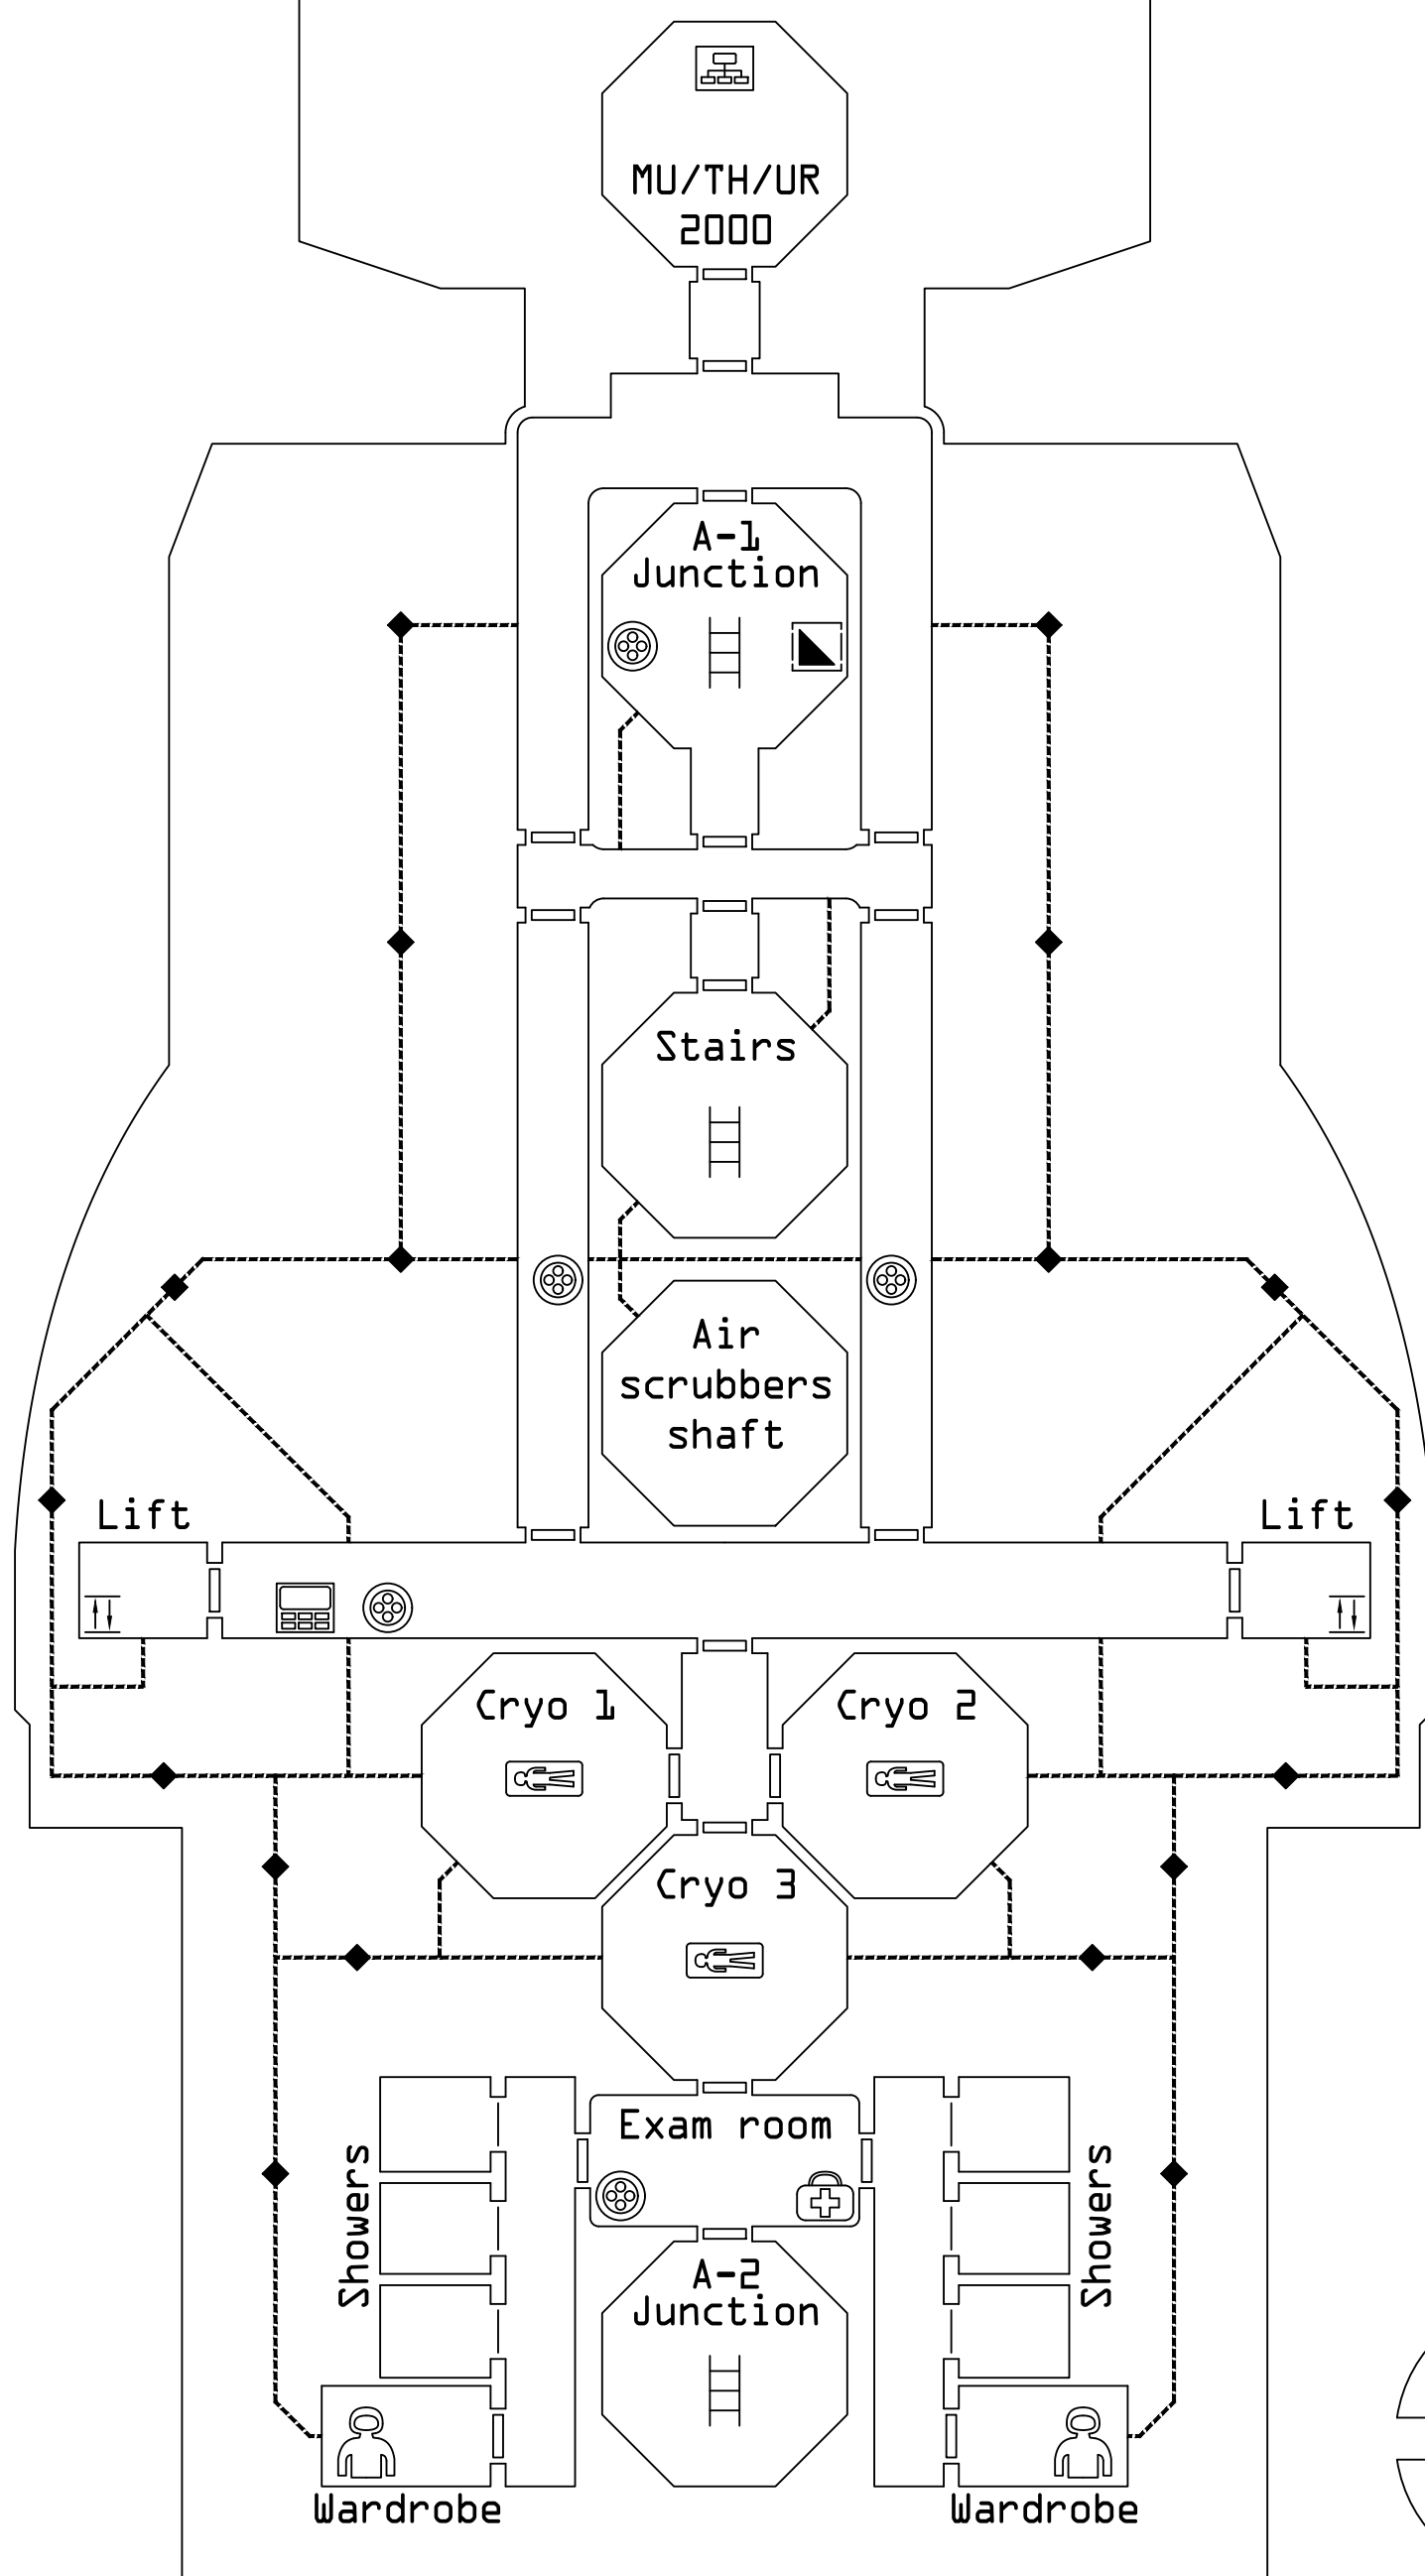 MU/TH/UR
2000
A-1
Junction
Stairs
Air
scrubbers
shaft
Lift
Lift
Cryo 1
Cryo 2
Cryo 3
Exam room
Showers
Showers
A-2
Junction
Wardrobe
Wardrobe